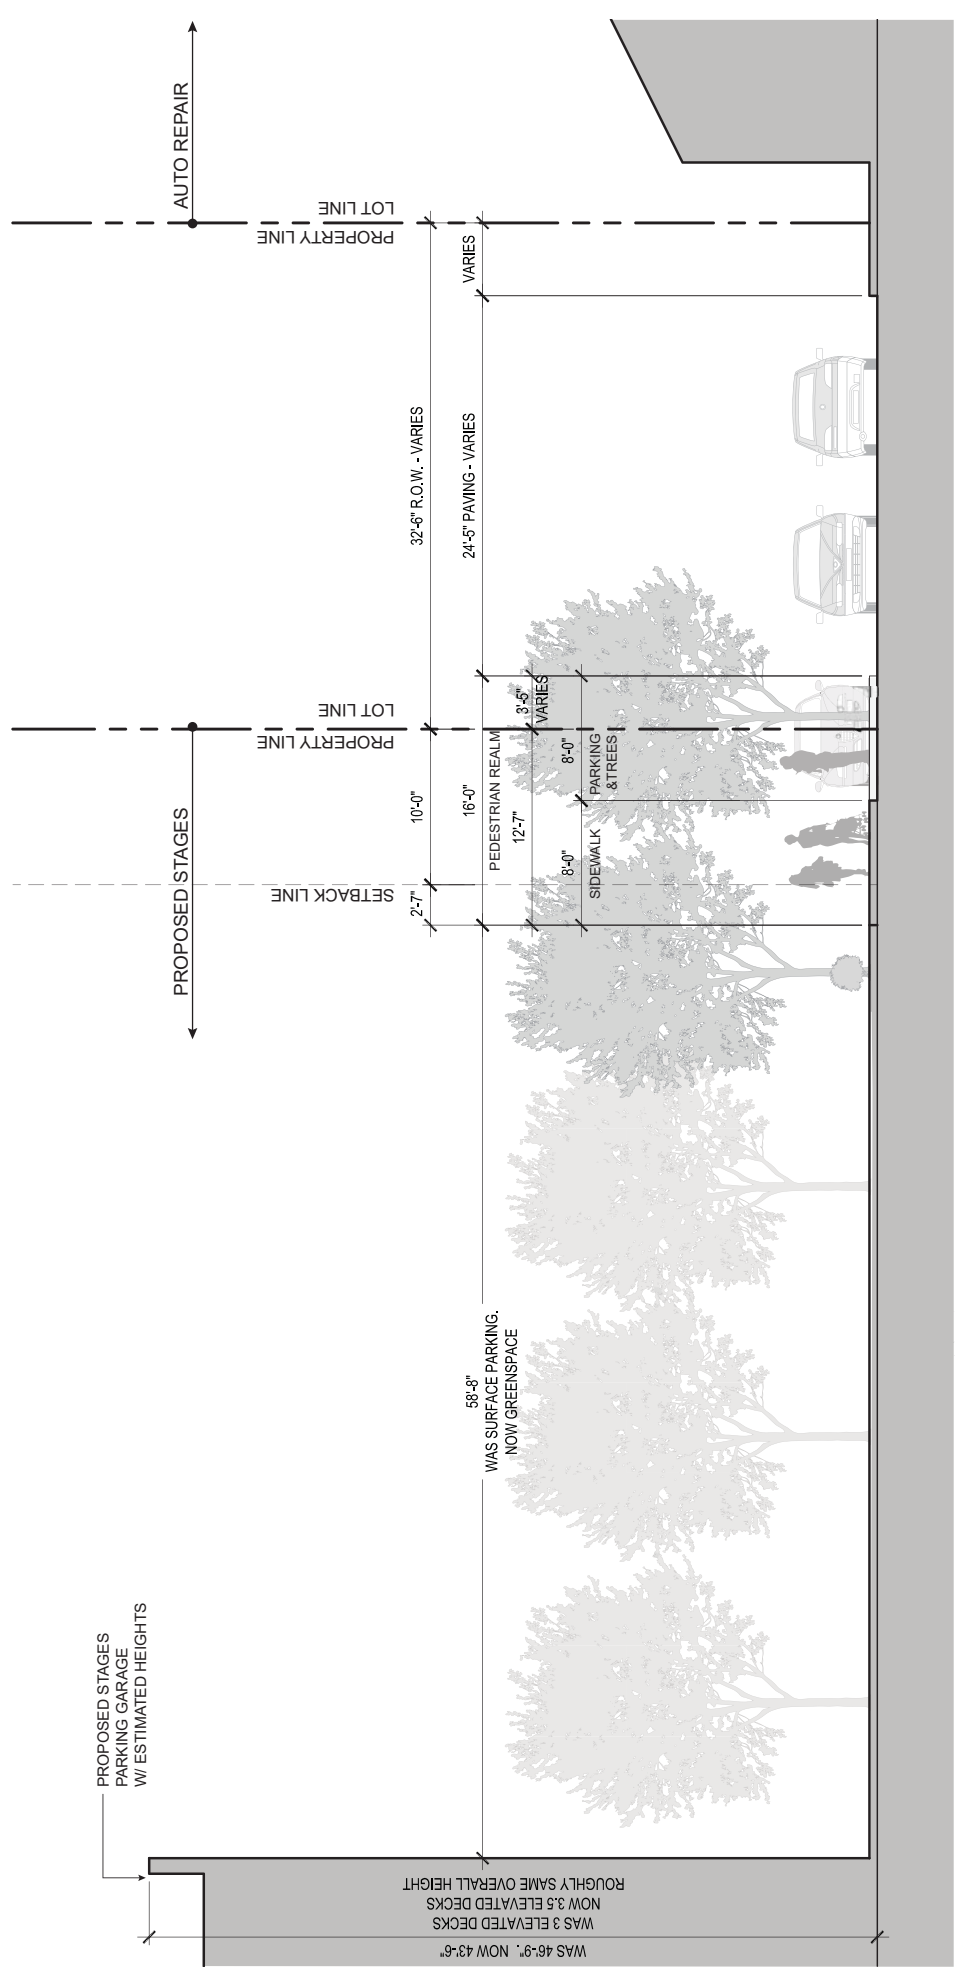 PROPOSED STAGES
PARKING GARAGE
W/ ESTIMATED HEIGHTS
WAS 46'-9". NOW 43'-6"
WAS 3 ELEVATED DECKS
NOW 3.5 ELEVATED DECKS
ROUGHLY SAME OVERALL HEIGHT
58'-8"
WAS SURFACE PARKING.
NOW GREENSPACE
PROPOSED STAGES
SETBACK LINE
PROPERTY LINE
LOT LINE
2'-7"
10'-0"
32'-6" R.O.W. - VARIES
16'-0"
PEDESTRIAN REALM
24'-5" PAVING - VARIES
VARIES
12'-7"
3'-5"
VARIES
8'-0"
SIDEWALK
8'-0"
PARKING
&TREES
PROPERTY LINE
LOT LINE
AUTO REPAIR